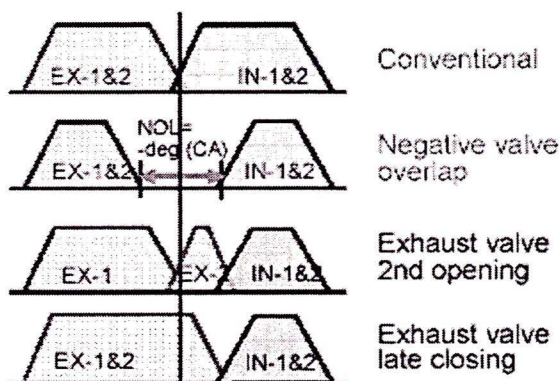 EX-1&2 IN-1&2 Conventional
NOL=
-deg (CA)
EX-1&2 IN-1&2 Negative valve
overlap
EX-1 EX-2 IN-1&2 Exhaust valve
2nd opening
EX-1&2 IN-1&2 Exhaust valve
late closing